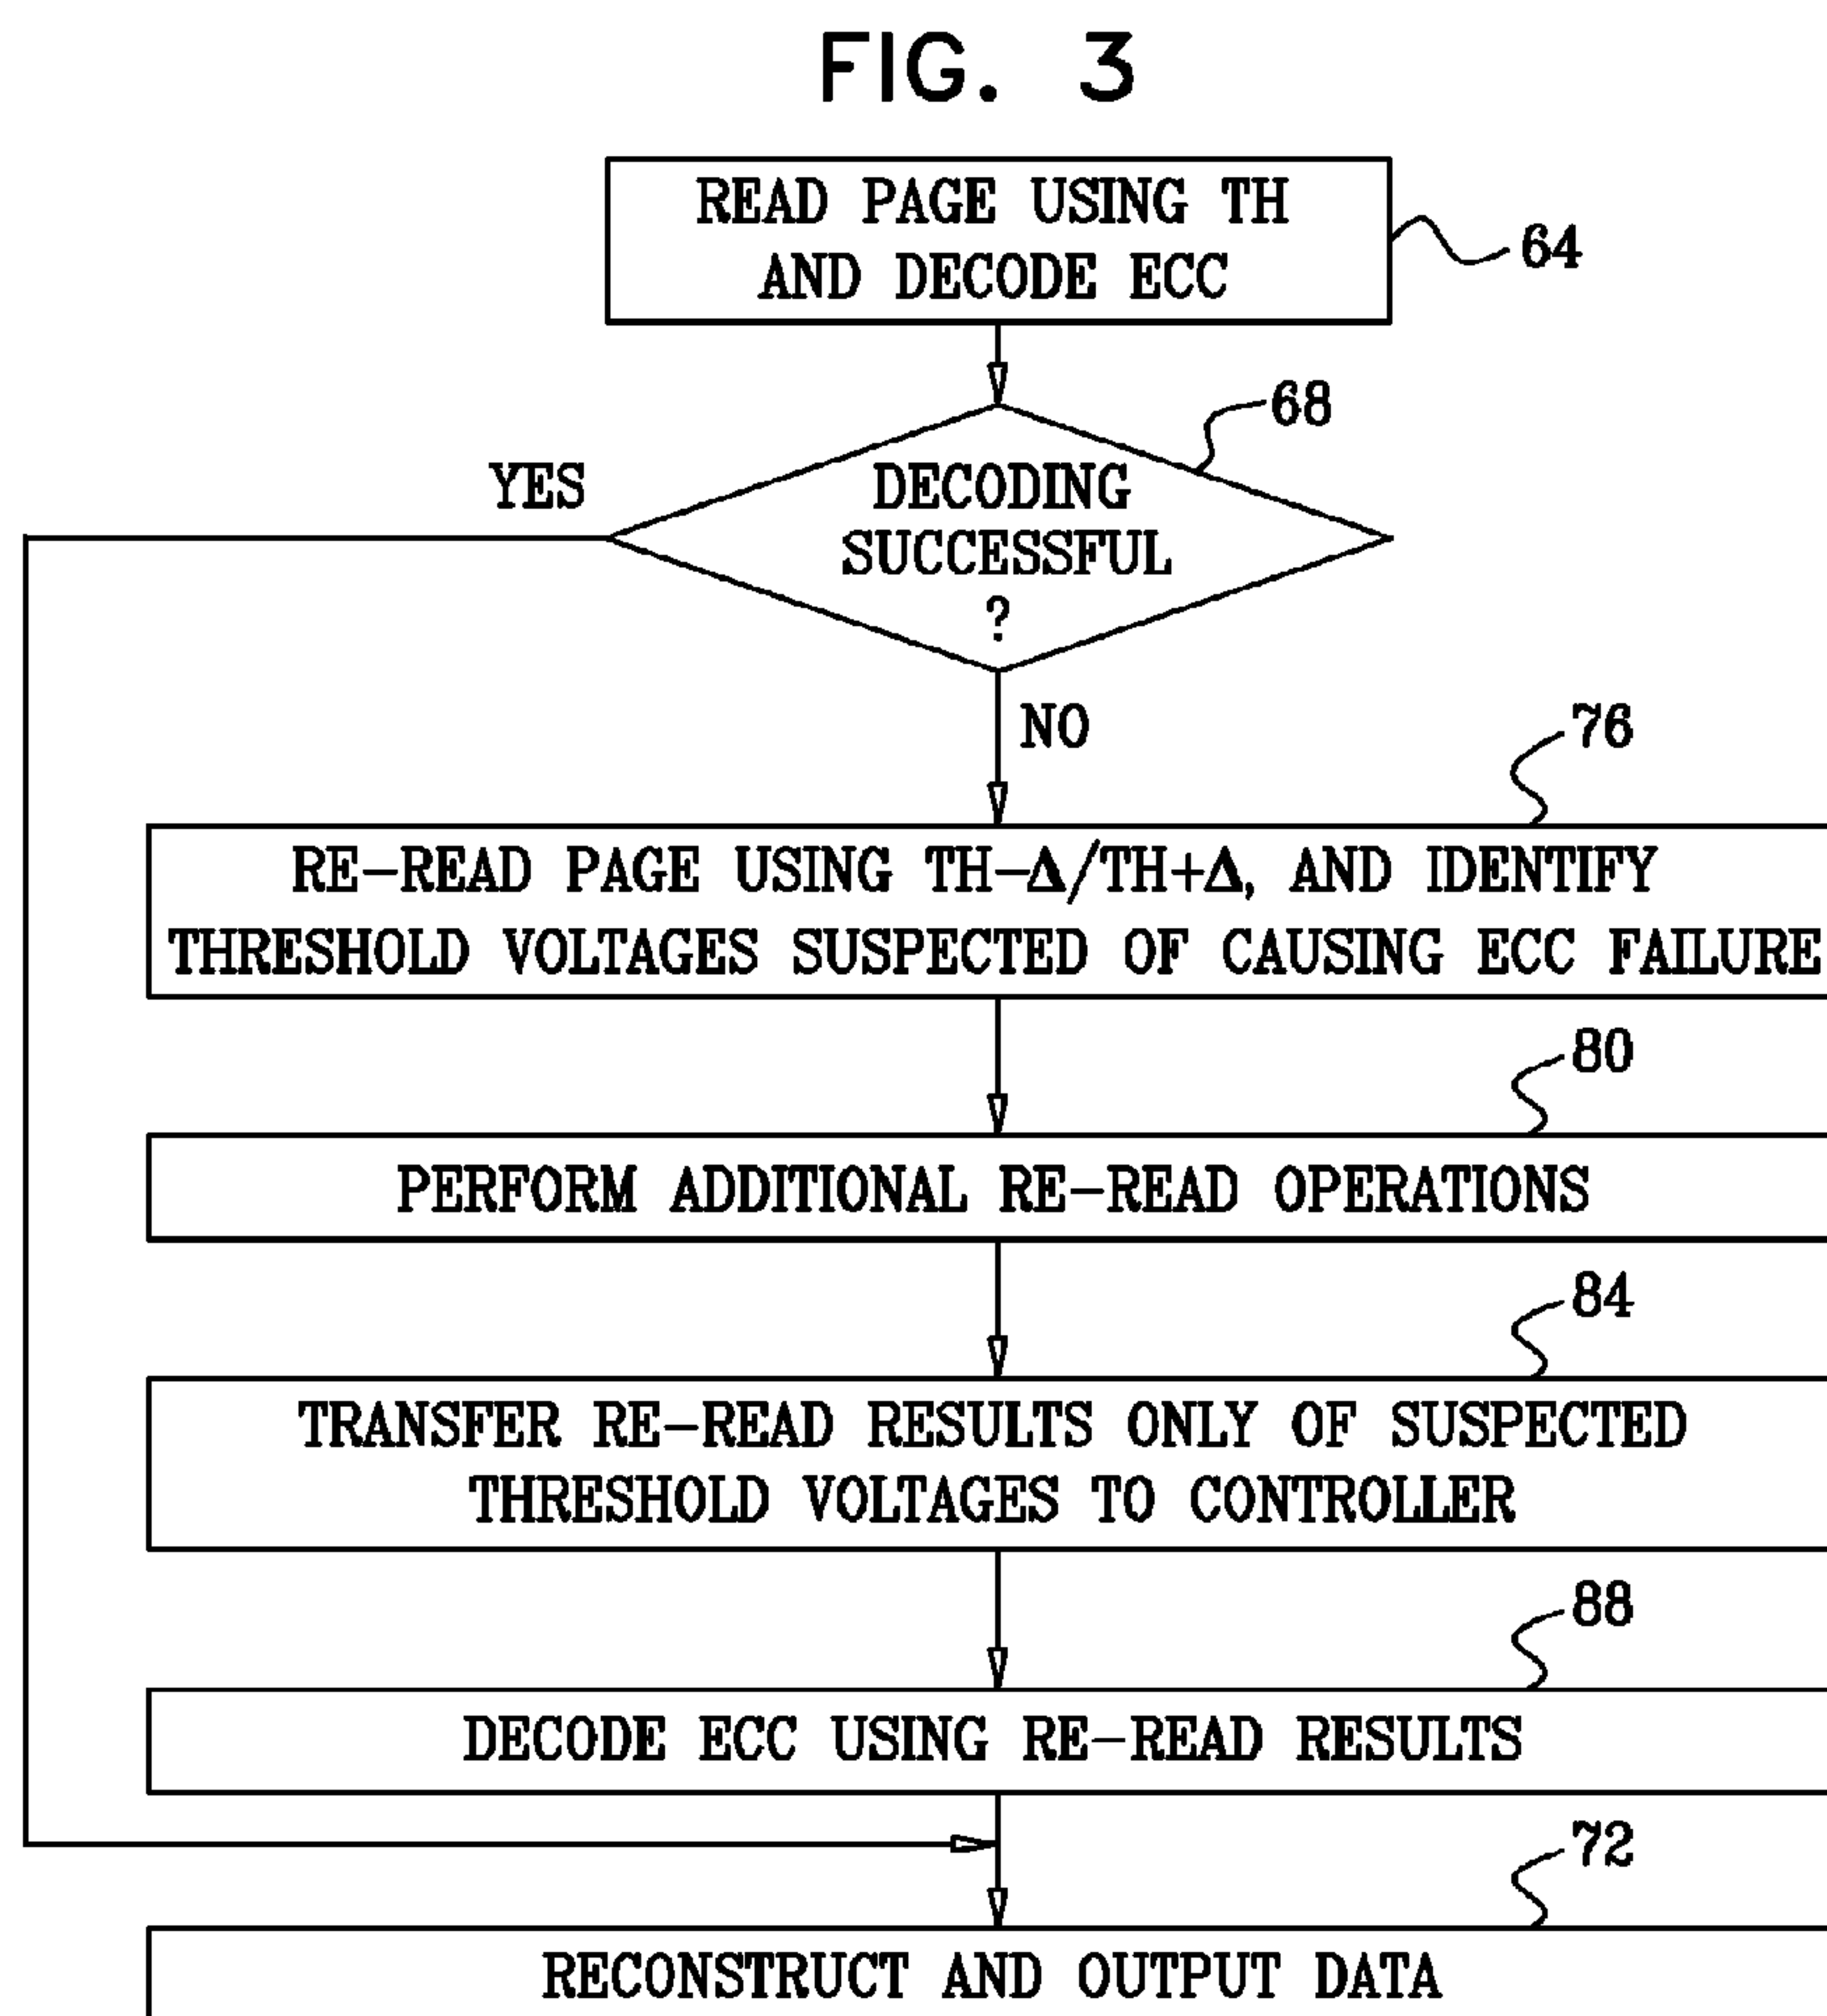 FIG. 3
READ PAGE USING TH
AND DECODE ECC
64
68
YES
DECODING
SUCCESSFUL
?
NO
76
RE-READ PAGE USING TH-Δ/TH+Δ, AND IDENTIFY
THRESHOLD VOLTAGES SUSPECTED OF CAUSING ECC FAILURE
80
PERFORM ADDITIONAL RE-READ OPERATIONS
84
TRANSFER RE-READ RESULTS ONLY OF SUSPECTED
THRESHOLD VOLTAGES TO CONTROLLER
88
DECODE ECC USING RE-READ RESULTS
72
RECONSTRUCT AND OUTPUT DATA